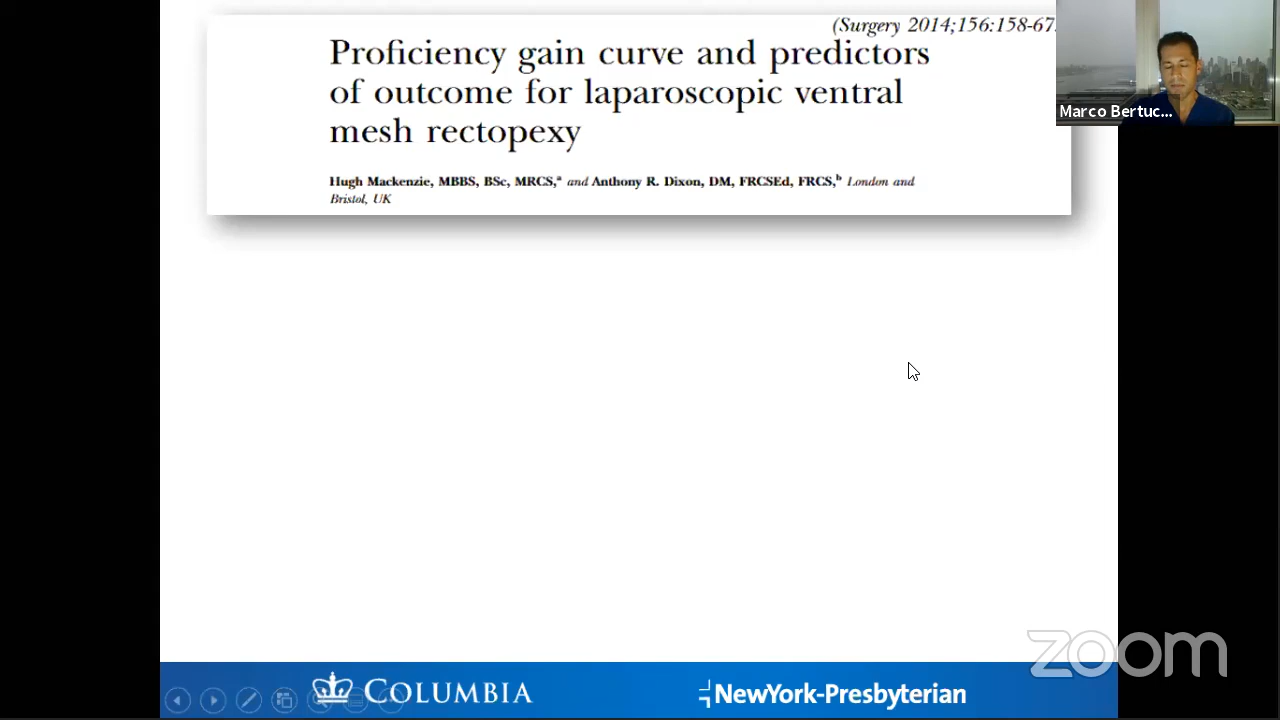 (Surgery 2014;156:158-67
Proficiency gain curve and predictors
of outcome for laparoscopic ventral
mesh rectopexy
Hugh Mackenzie, MBBS, BSc, MRCS,ᵃ and Anthony R. Dixon, DM, FRCSEd, FRCS,ᵇ London and
Bristol, UK
Marco Bertuc...
zoom
COLUMBIA
NewYork-Presbyterian